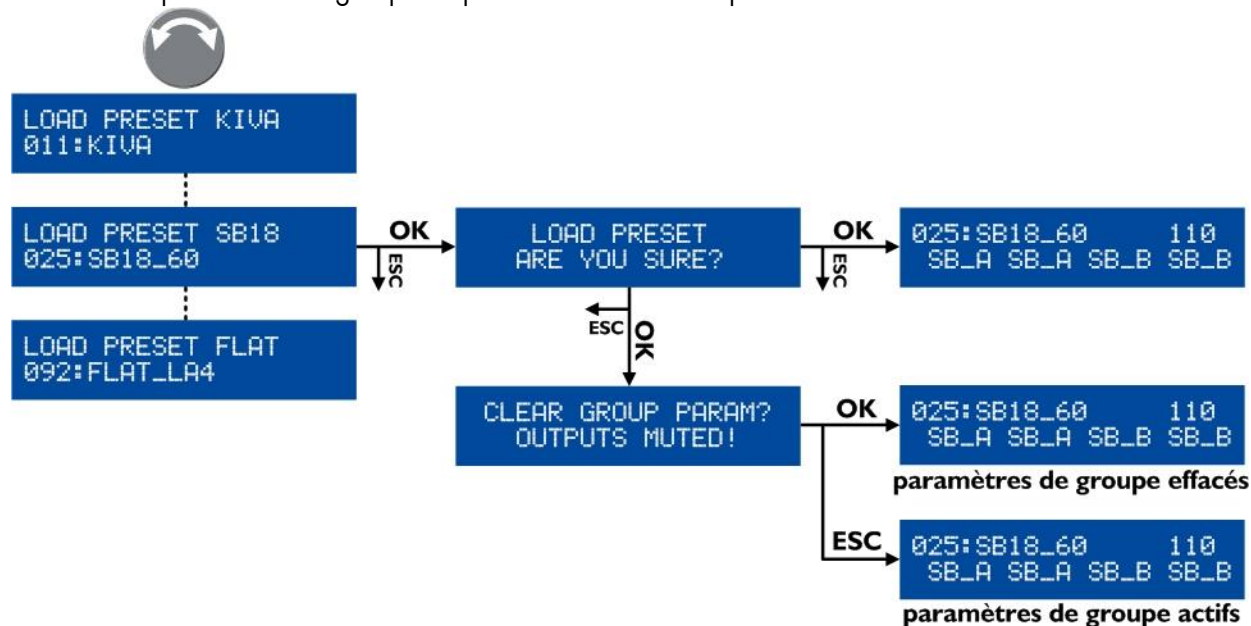 LOAD PRESET KIVA
011:KIVA
LOAD PRESET SB18
025:SB18_60
LOAD PRESET FLAT
092:FLAT_LA4
OK
ESC
LOAD PRESET
ARE YOU SURE?
OK
ESC
025:SB18_60 110
SB_A SB_A SB_B SB_B
ESC
OK
CLEAR GROUP PARAM?
OUTPUTS MUTED!
OK
025:SB18_60 110
SB_A SB_A SB_B SB_B
paramètres de groupe effacés
ESC
025:SB18_60 110
SB_A SB_A SB_B SB_B
paramètres de groupe actifs